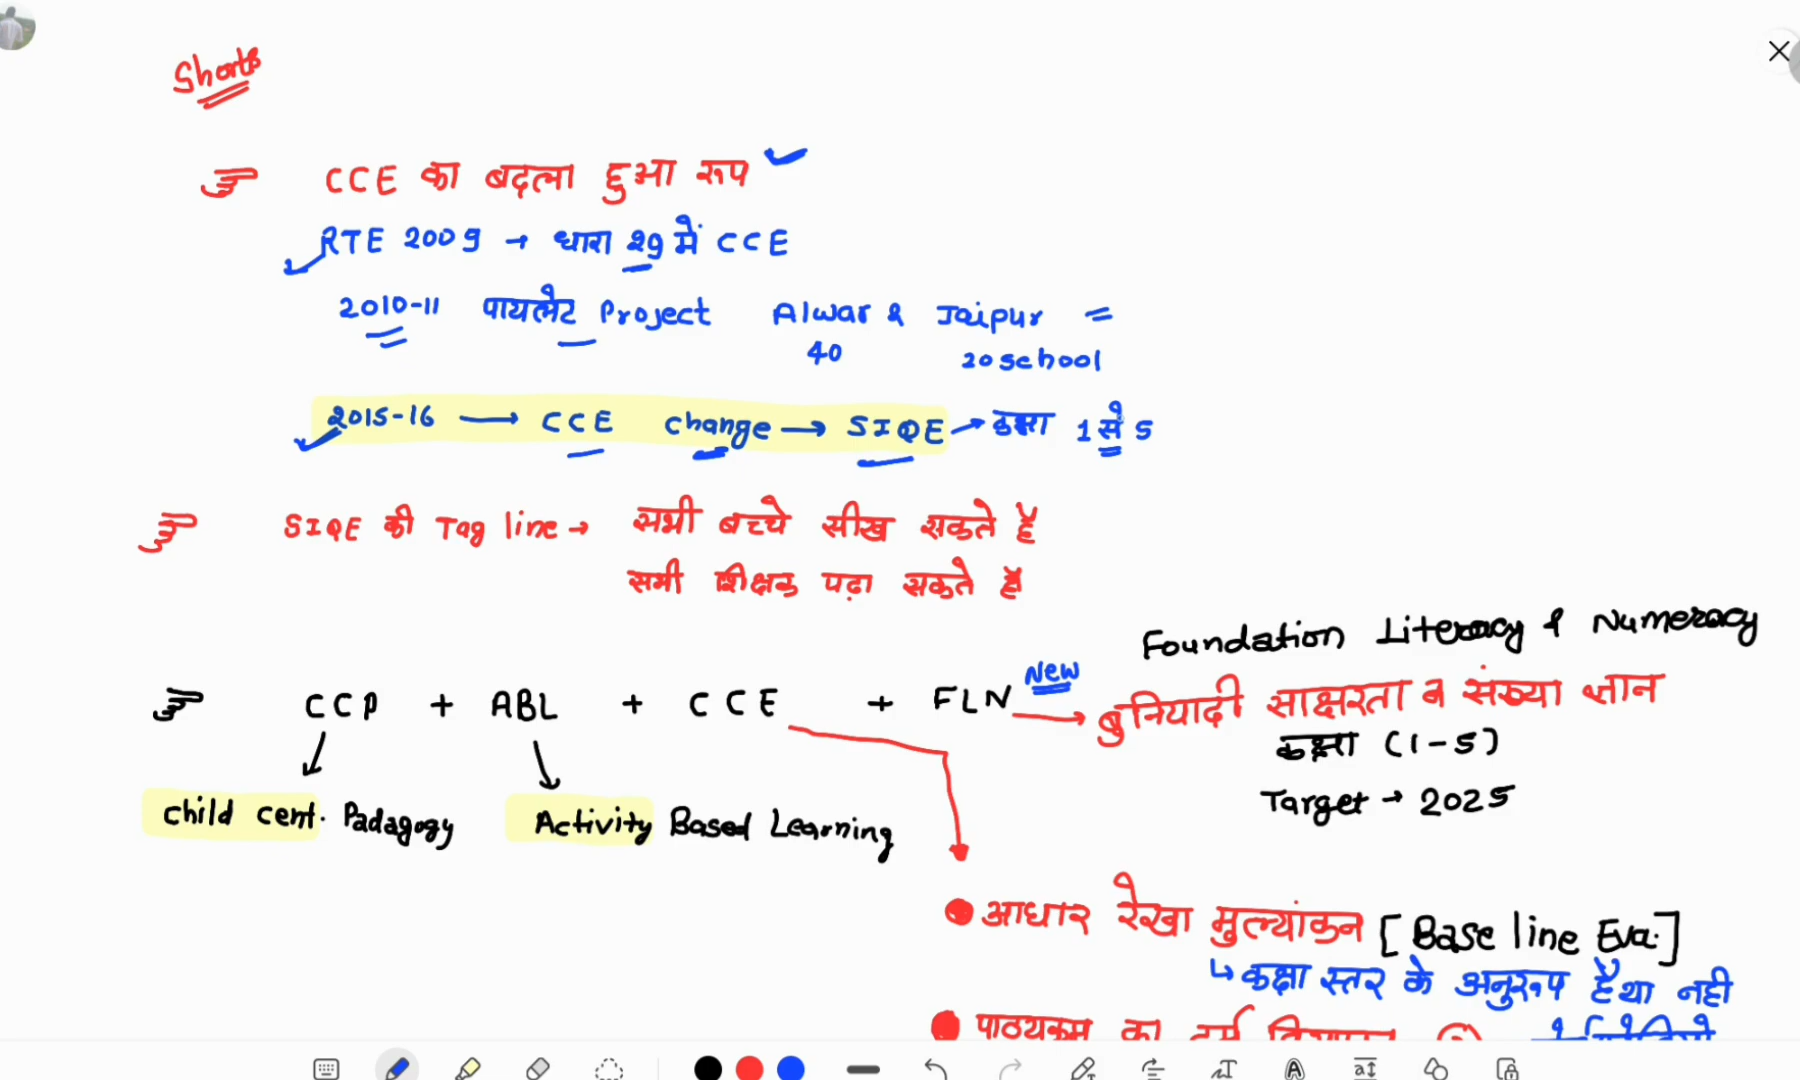 Shorts
CCE का बदला हुआ रूप
RTE 2009 → धारा 29 में CCE
2010-11 पायलेट Project Alwar & Jaipur =
40 20 school
2015-16 → CCE change → SIQE → कक्षा 1 से 5
SIQE की Tag line → सभी बच्चे सीख सकते है
सभी शिक्षक पढ़ा सकते है
Foundation Literacy & Numeracy
CCP + ABL + CCE + FLN New → बुनियादी साक्षरता व संख्या ज्ञान
कक्षा (1-5)
Target → 2025
child cent. Padagogy Activity Based Learning
आधार रेखा मुल्यांकन [Base line Eva.]
↳ कक्षा स्तर के अनुरूप है या नही
पाठयक्रम का